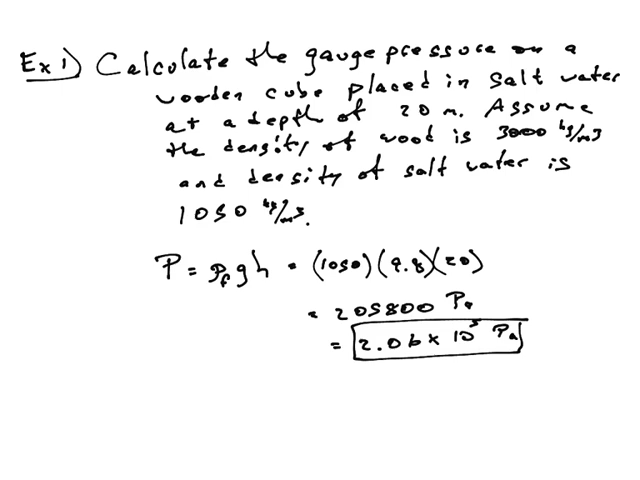 Ex 1) Calculate the gauge pressure on a
wooden cube placed in salt water
at a depth of 20 m. Assume
the density of wood is 3000 kg/m3
and density of salt water is
1050 kg/m3.
P = ρf g h = (1050)(9.8)(20)
= 205800 Pa
= 2.06 x 10^5 Pa